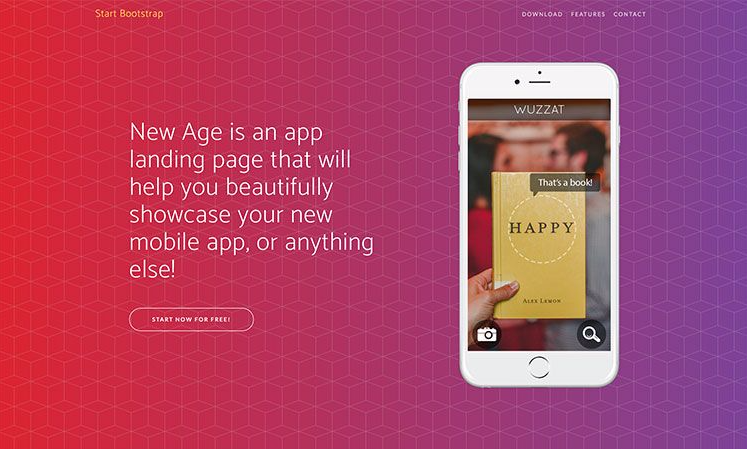 Start Bootstrap
DOWNLOAD FEATURES CONTACT
New Age is an app
landing page that will
help you beautifully
showcase your new
mobile app, or anything
else!
START NOW FOR FREE!
WUZZAT
That's a book!
HAPPY
ALEX LEMON